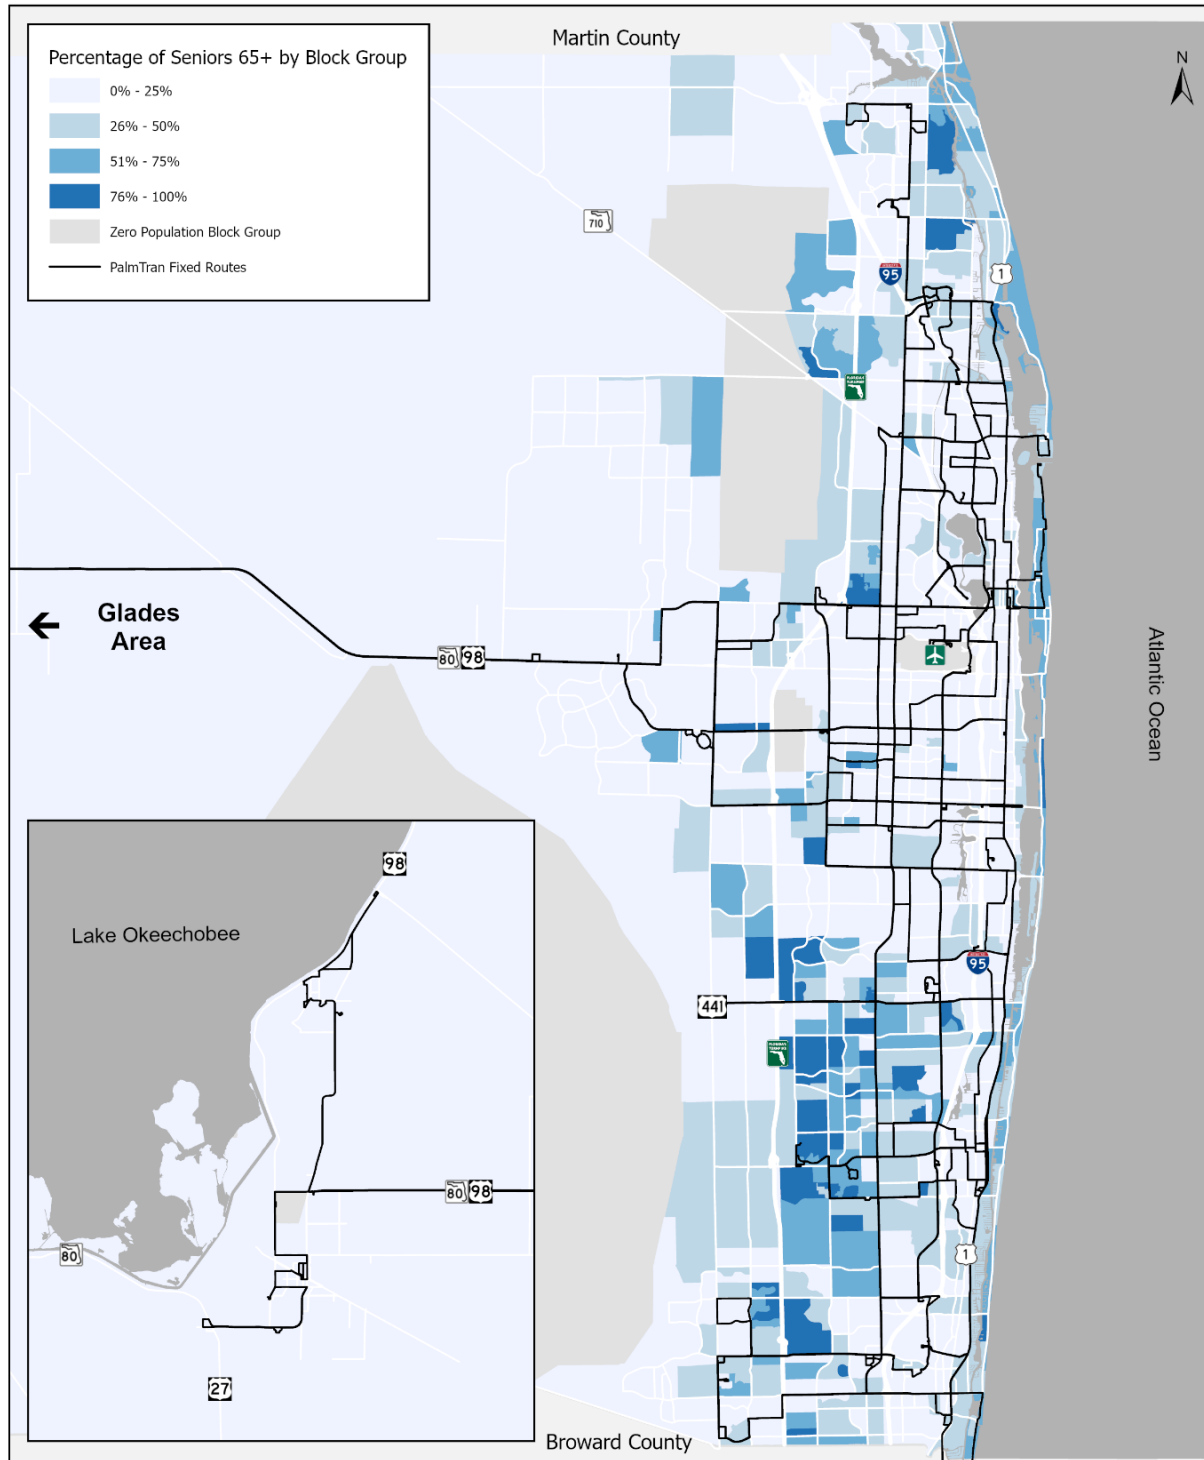 Martin County
Percentage of Seniors 65+ by Block Group
0% - 25%
26% - 50%
51% - 75%
76% - 100%
Zero Population Block Group
PalmTran Fixed Routes
N
710
95
1
Glades
Area
80
98
Atlantic Ocean
98
Lake Okeechobee
95
441
80
98
80
1
27
Broward County